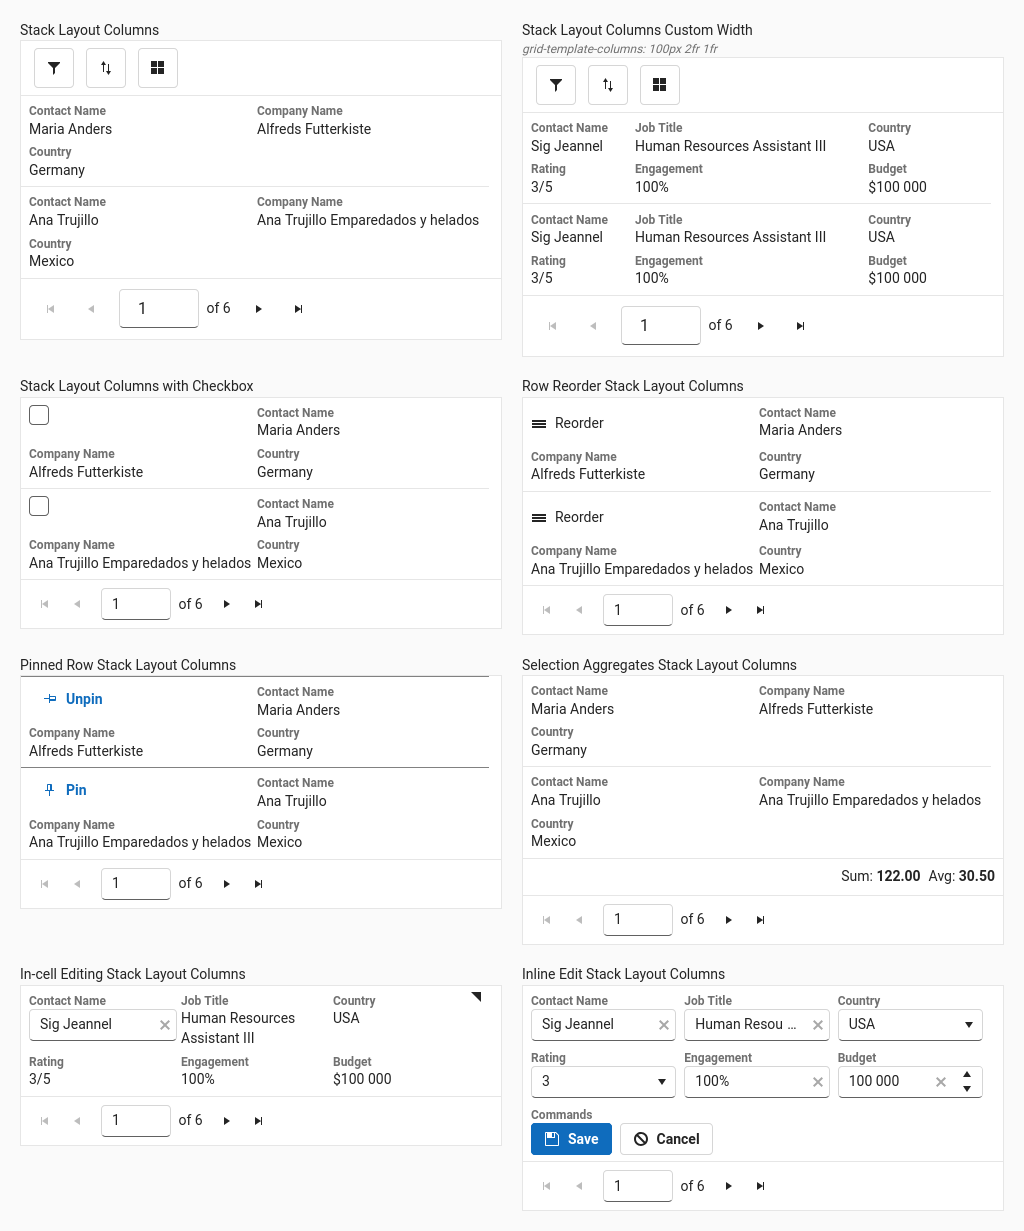 Stack Layout Columns
Contact Name Company Name
Maria Anders Alfreds Futterkiste
Country
Germany
Contact Name Company Name
Ana Trujillo Ana Trujillo Emparedados y helados
Country
Mexico
1 of 6
Stack Layout Columns Custom Width
grid-template-columns: 100px 2fr 1fr
Contact Name Job Title Country
Sig Jeannel Human Resources Assistant III USA
Rating Engagement Budget
3/5 100% $100 000
Contact Name Job Title Country
Sig Jeannel Human Resources Assistant III USA
Rating Engagement Budget
3/5 100% $100 000
1 of 6
Stack Layout Columns with Checkbox
Contact Name
Maria Anders
Company Name Country
Alfreds Futterkiste Germany
Contact Name
Ana Trujillo
Company Name Country
Ana Trujillo Emparedados y helados Mexico
1 of 6
Row Reorder Stack Layout Columns
Reorder Contact Name
Maria Anders
Company Name Country
Alfreds Futterkiste Germany
Reorder Contact Name
Ana Trujillo
Company Name Country
Ana Trujillo Emparedados y helados Mexico
1 of 6
Pinned Row Stack Layout Columns
Unpin Contact Name
Maria Anders
Company Name Country
Alfreds Futterkiste Germany
Pin Contact Name
Ana Trujillo
Company Name Country
Ana Trujillo Emparedados y helados Mexico
1 of 6
Selection Aggregates Stack Layout Columns
Contact Name Company Name
Maria Anders Alfreds Futterkiste
Country
Germany
Contact Name Company Name
Ana Trujillo Ana Trujillo Emparedados y helados
Country
Mexico
Sum: 122.00 Avg: 30.50
1 of 6
In-cell Editing Stack Layout Columns
Contact Name Job Title Country
Sig Jeannel Human Resources USA
Assistant III
Rating Engagement Budget
3/5 100% $100 000
1 of 6
Inline Edit Stack Layout Columns
Contact Name Job Title Country
Sig Jeannel Human Resou ... USA
Rating Engagement Budget
3 100% 100 000
Commands
Save Cancel
1 of 6